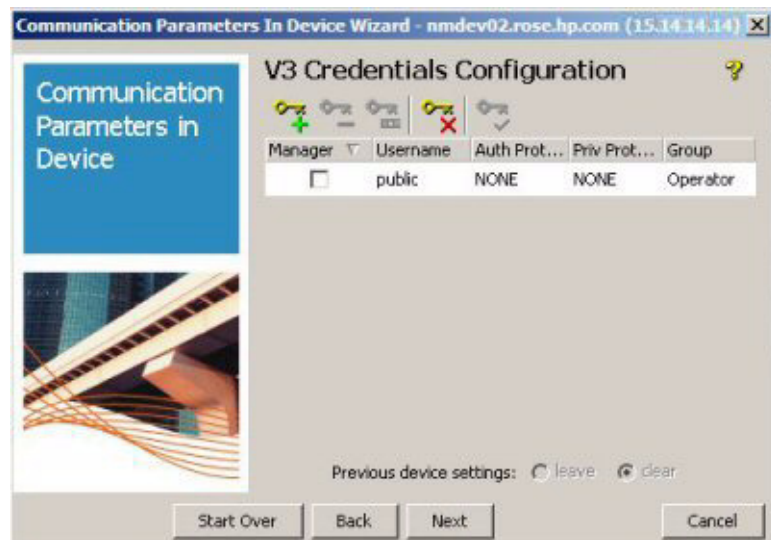 Communication Parameters In Device Wizard - nmdev02.rose.hp.com (15.14.14.14)
Communication
Parameters in
Device
V3 Credentials Configuration
Manager Username Auth Prot... Priv Prot... Group
public NONE NONE Operator
Previous device settings: leave clear
Start Over Back Next Cancel